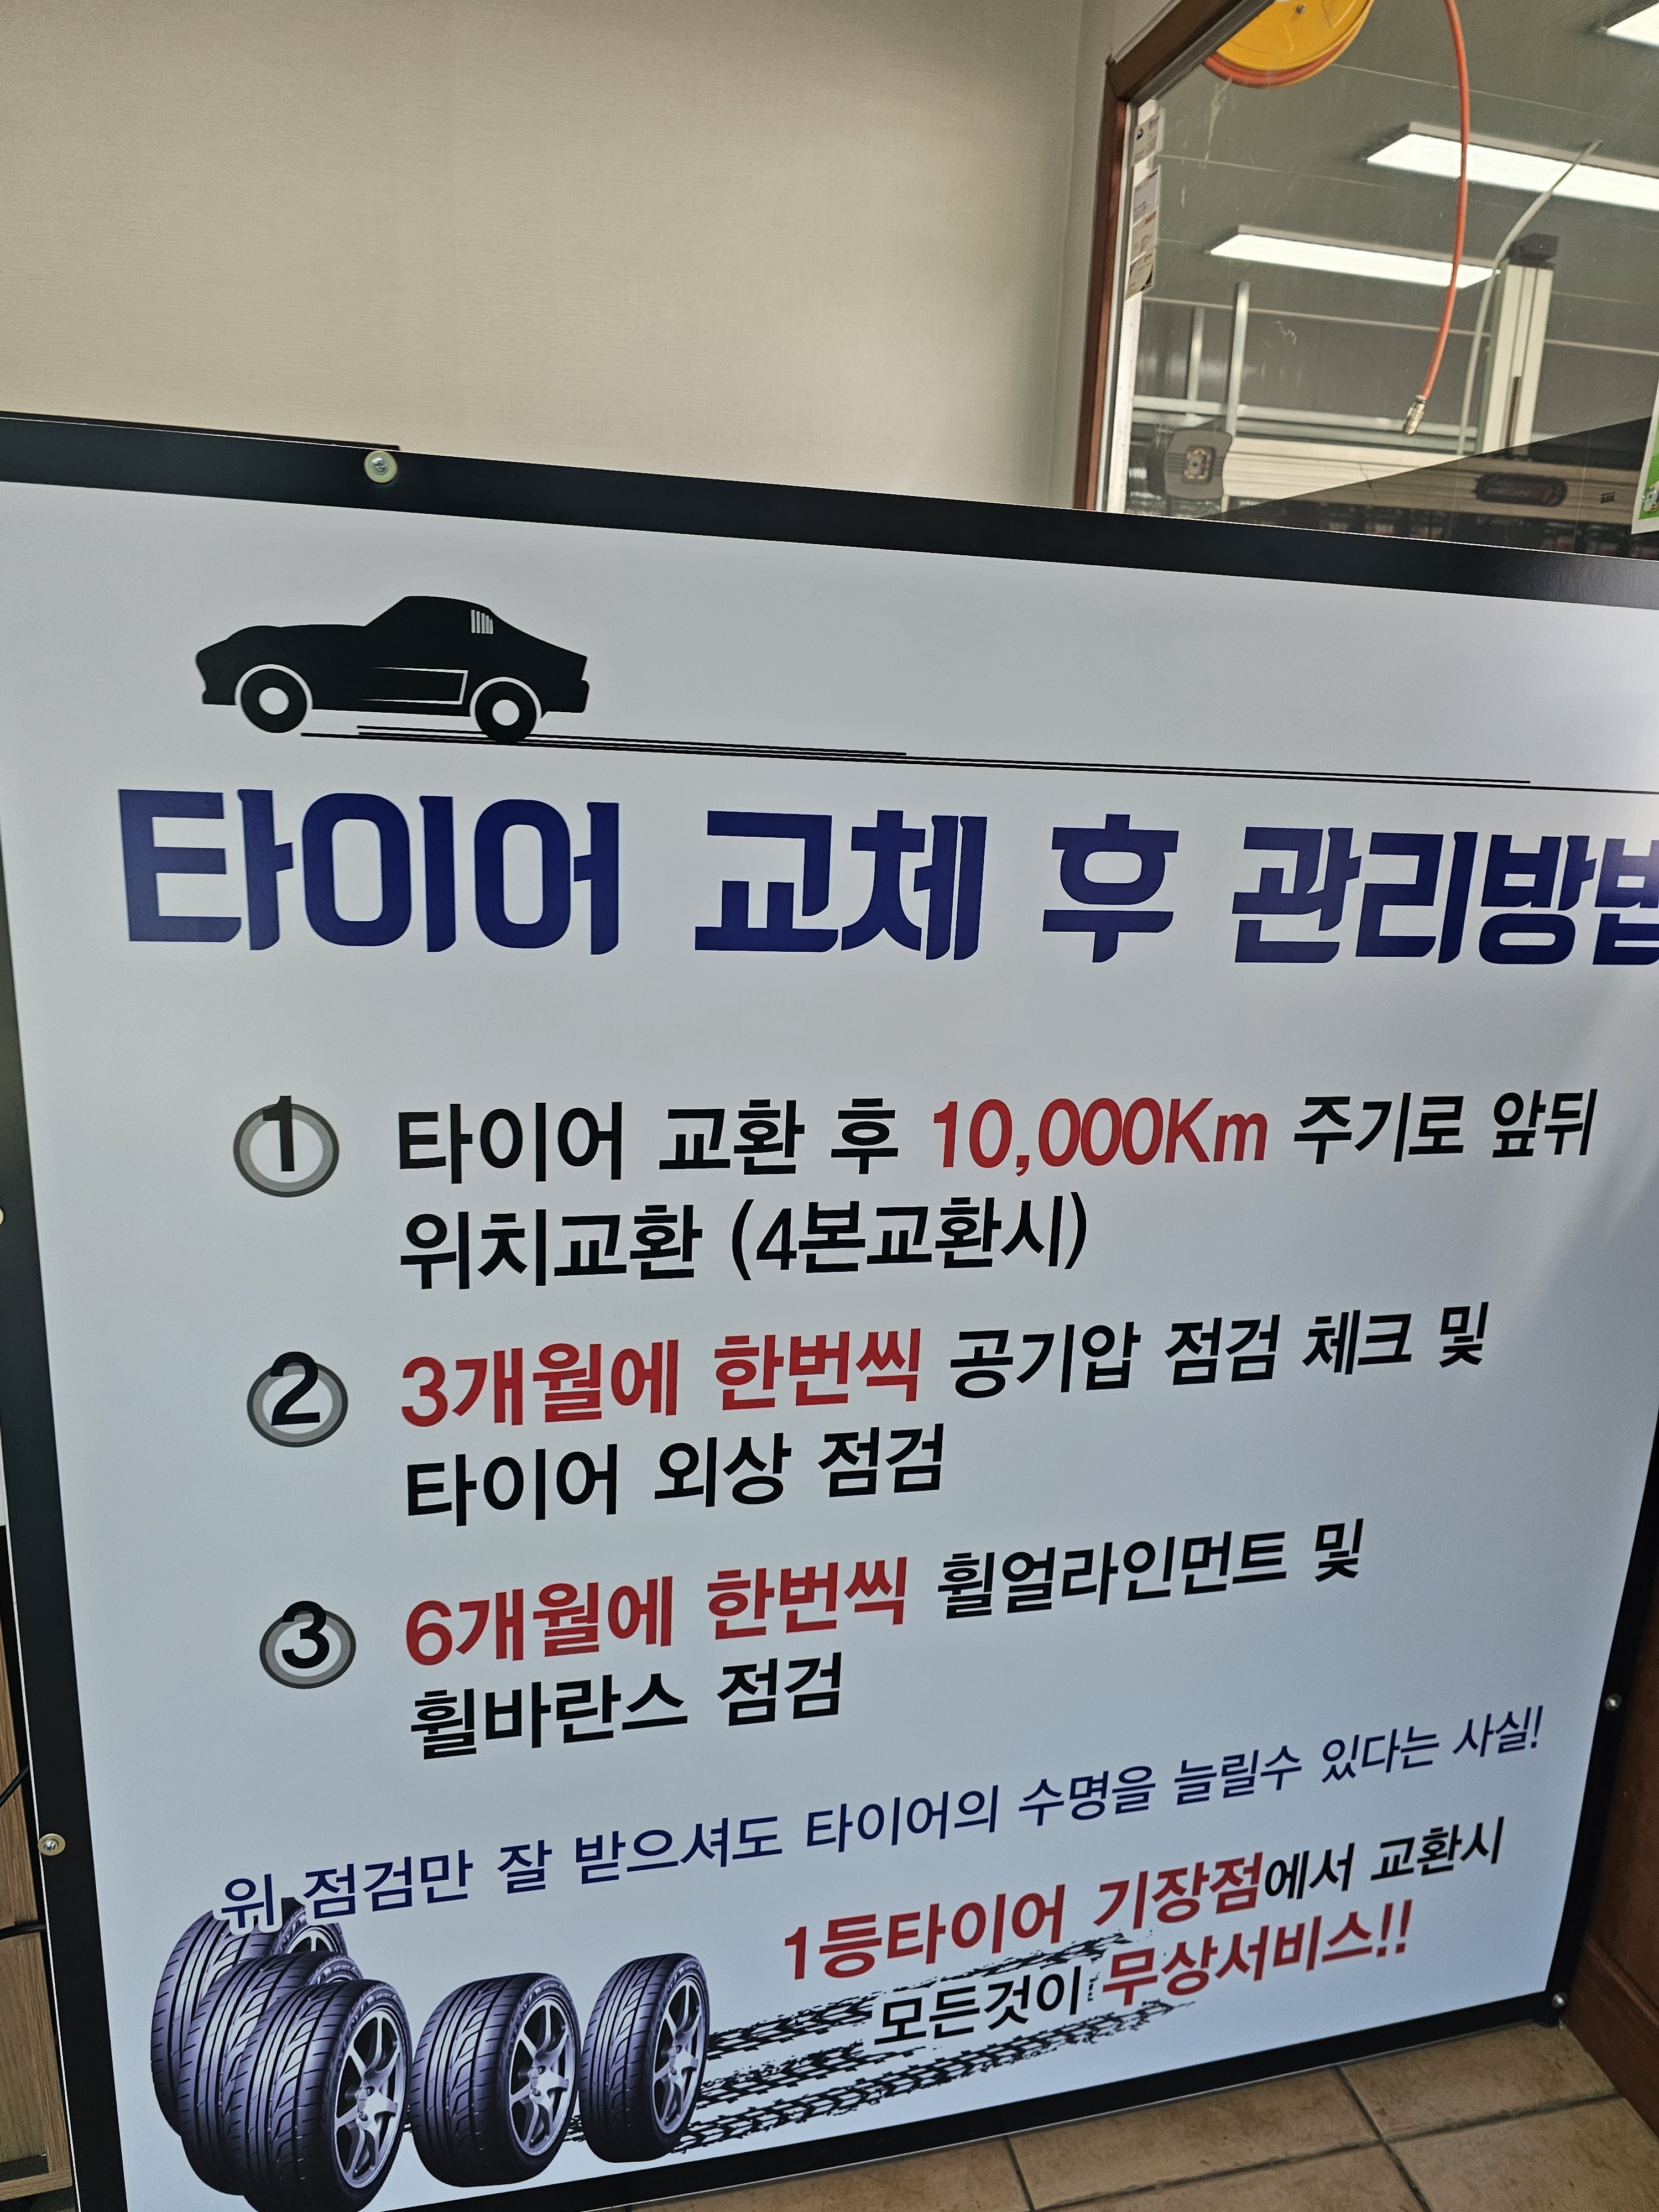 타이어 교체 후 관리방법
1 타이어 교환 후 10,000Km 주기로 앞뒤
위치교환 (4본교환시)
2 3개월에 한번씩 공기압 점검 체크 및
타이어 외상 점검
3 6개월에 한번씩 휠얼라인먼트 및
휠바란스 점검
위 점검만 잘 받으셔도 타이어의 수명을 늘릴수 있다는 사실!
1등타이어 기장점에서 교환시
모든것이 무상서비스!!